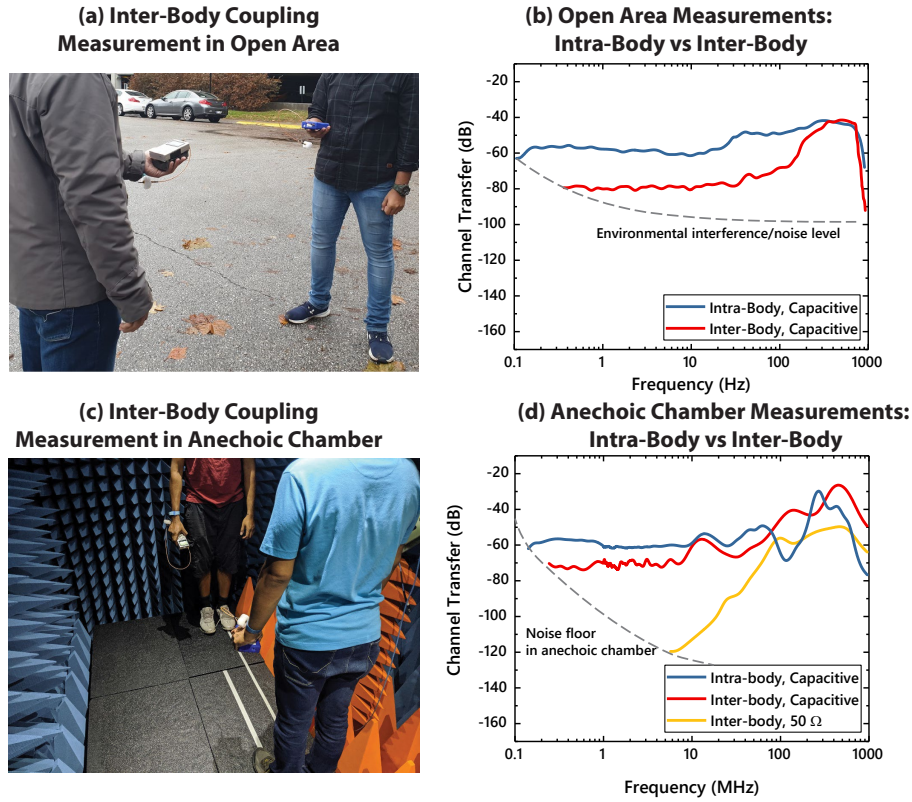 (a) Inter-Body Coupling
Measurement in Open Area
(b) Open Area Measurements:
Intra-Body vs Inter-Body
Channel Transfer (dB)
-40
-60
-80
-100
-120
-140
-160
Environmental interference/noise level
Intra-Body, Capacitive
Inter-Body, Capacitive
0.1
1
10
100
1000
Frequency (Hz)
(c) Inter-Body Coupling
Measurement in Anechoic Chamber
(d) Anechoic Chamber Measurements:
Intra-Body vs Inter-Body
Channel Transfer (dB)
-20
-40
-60
-80
-100
-120
-140
-160
Noise floor
in anechoic chamber
Intra-body, Capacitive
Inter-body, Capacitive
Inter-body, 50 Ω
0.1
1
10
100
1000
Frequency (MHz)